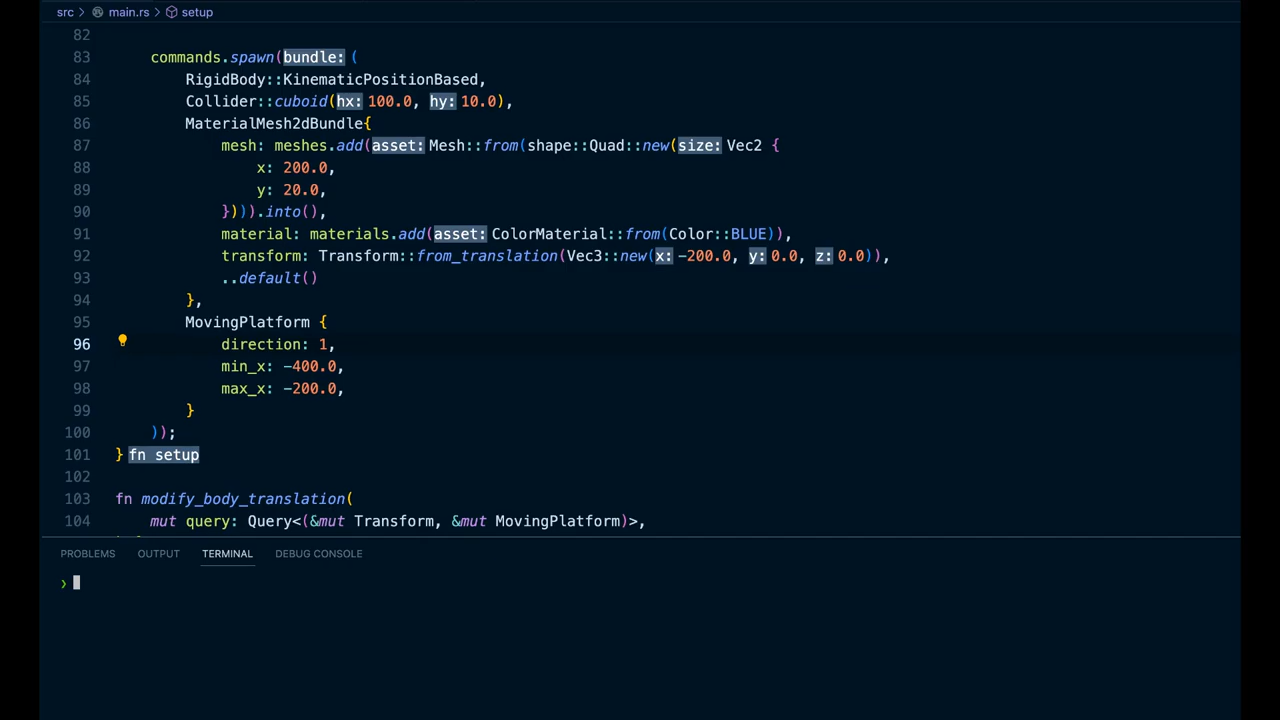 src > main.rs > setup
82
83 commands.spawn(bundle: (
84 RigidBody::KinematicPositionBased,
85 Collider::cuboid(hx: 100.0, hy: 10.0),
86 MaterialMesh2dBundle{
87 mesh: meshes.add(asset: Mesh::from(shape::Quad::new(size: Vec2 {
88 x: 200.0,
89 y: 20.0,
90 }))).into(),
91 material: materials.add(asset: ColorMaterial::from(Color::BLUE)),
92 transform: Transform::from_translation(Vec3::new(x: -200.0, y: 0.0, z: 0.0)),
93 ..default()
94 },
95 MovingPlatform {
96 direction: 1,
97 min_x: -400.0,
98 max_x: -200.0,
99 }
100 ));
101 } fn setup
102
103 fn modify_body_translation(
104 mut query: Query<(&mut Transform, &mut MovingPlatform)>,
PROBLEMS OUTPUT TERMINAL DEBUG CONSOLE
❯